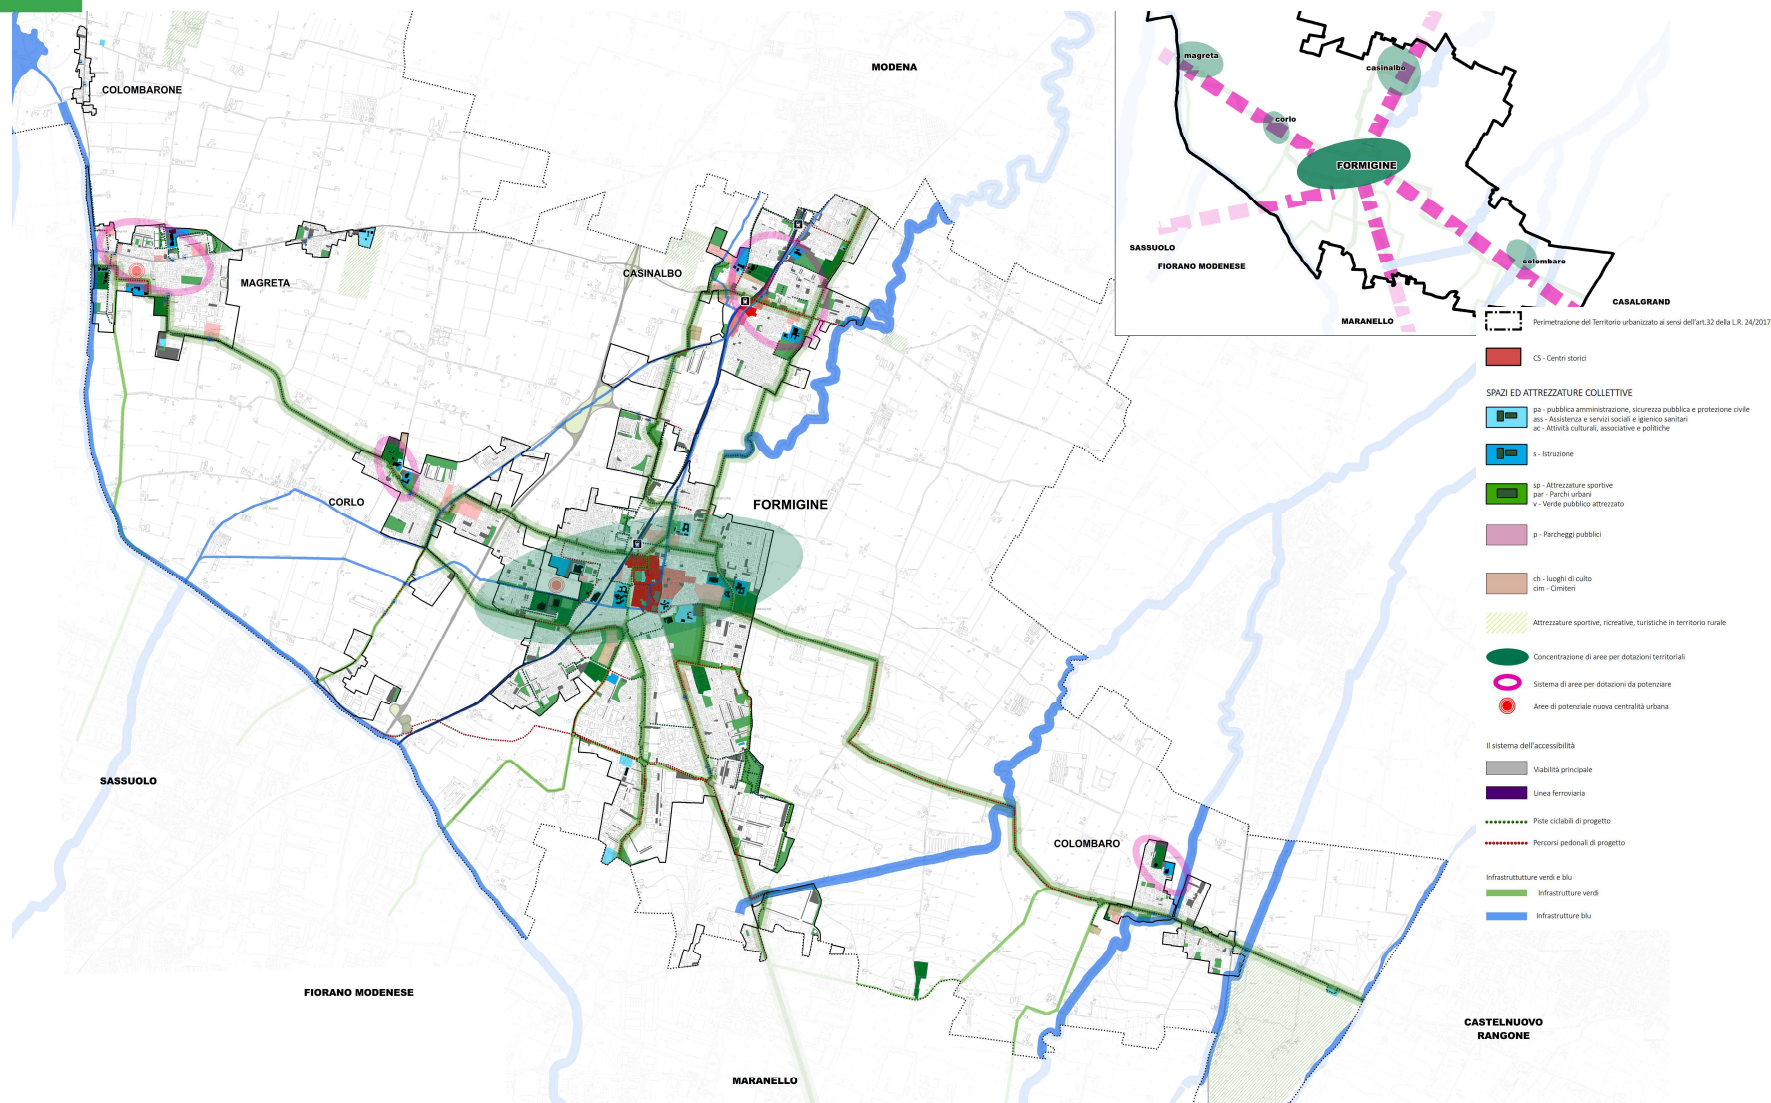 MODENA
COLOMBARONE
MAGRETA
CASINALBO
CORLO
FORMIGINE
COLOMBARO
SASSUOLO
FIORANO MODENESE
MARANELLO
CASTELNUOVO
RANGONE
magreta
casinalbo
corlo
FORMIGINE
colombaro
SASSUOLO
FIORANO MODENESE
MARANELLO
CASALGRAND
Perimetrazione del Territorio urbanizzato ai sensi dell'art.32 della L.R. 24/2017
CS - Centri storici
SPAZI ED ATTREZZATURE COLLETTIVE
pa - pubblica amministrazione, sicurezza pubblica e protezione civile
ass - Assistenza e servizi sociali e igienico sanitari
ac - Attività culturali, associative e politiche
s - Istruzione
sp - Attrezzature sportive
par - Parchi urbani
v - Verde pubblico attrezzato
p - Parcheggi pubblici
ch - luoghi di culto
cim - Cimiteri
Attrezzature sportive, ricreative, turistiche in territorio rurale
Concentrazione di aree per dotazioni territoriali
Sistema di aree per dotazioni da potenziare
Aree di potenziale nuova centralità urbana
Il sistema dell'accessibilità
Viabilità principale
Linea ferroviaria
Piste ciclabili di progetto
Percorsi pedonali di progetto
Infrastruttutture verdi e blu
Infrastrutture verdi
Infrastrutture blu